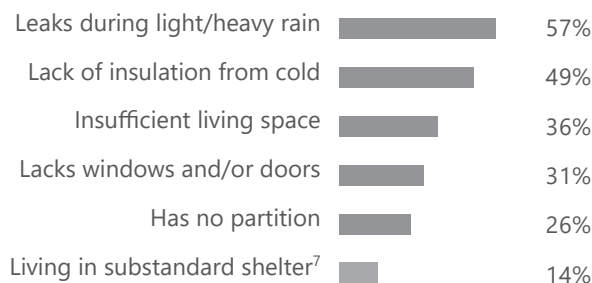 Leaks during light/heavy rain 57%
Lack of insulation from cold 49%
Insufficient living space 36%
Lacks windows and/or doors 31%
Has no partition 26%
Living in substandard shelter⁷ 14%